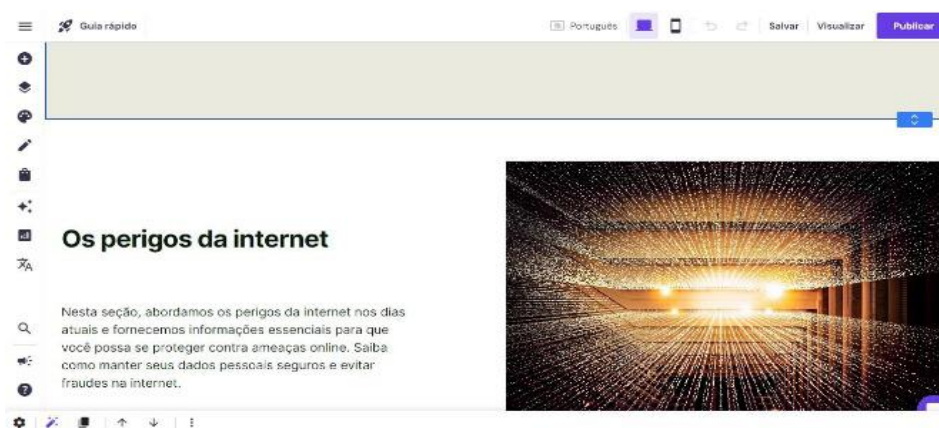 Guia rápido
Português
Salvar
Visualizar
Publicar
Os perigos da internet
Nesta seção, abordamos os perigos da internet nos dias
atuais e fornecemos informações essenciais para que
você possa se proteger contra ameaças online. Saiba
como manter seus dados pessoais seguros e evitar
fraudes na internet.